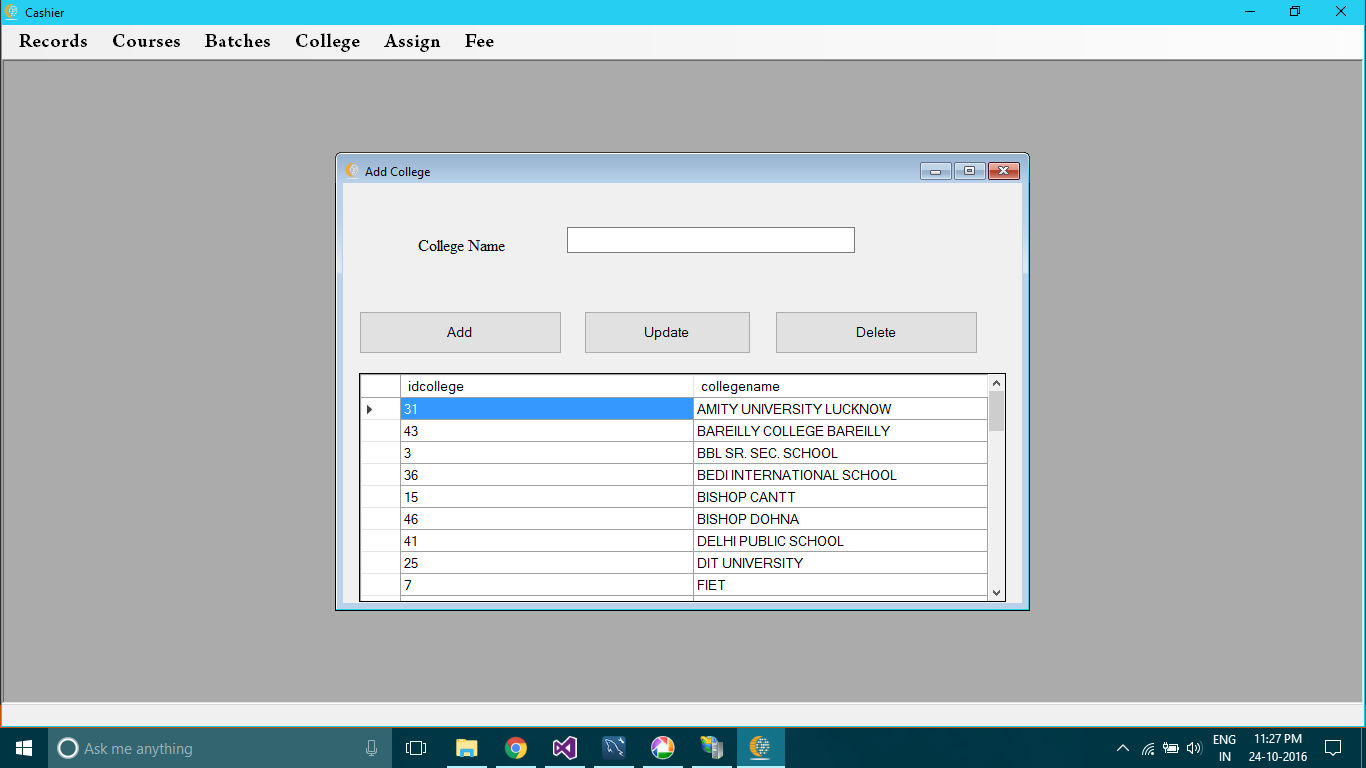 Cashier
Records Courses Batches College Assign Fee
Add College
College Name
Add Update Delete
idcollege collegename
31 AMITY UNIVERSITY LUCKNOW
43 BAREILLY COLLEGE BAREILLY
3 BBL SR. SEC. SCHOOL
36 BEDI INTERNATIONAL SCHOOL
15 BISHOP CANTT
46 BISHOP DOHNA
41 DELHI PUBLIC SCHOOL
25 DIT UNIVERSITY
7 FIET
Ask me anything
ENG 11:27 PM
IN 24-10-2016